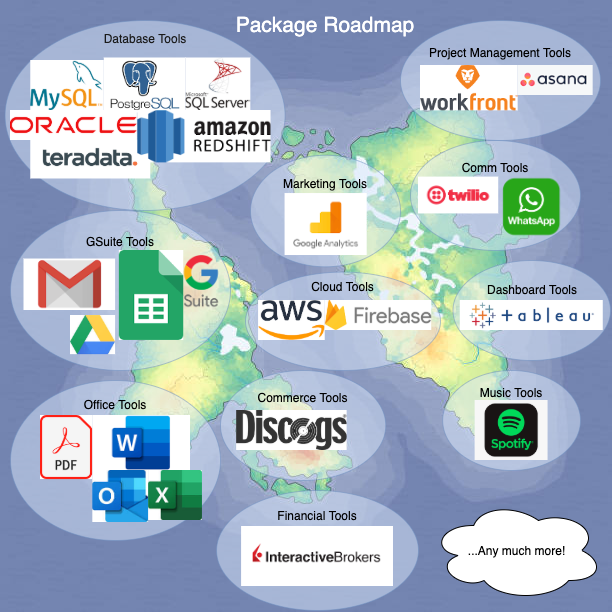 Package Roadmap
Database Tools
MySQL™
PostgreSQL
Microsoft®
SQL Server
ORACLE
amazon
REDSHIFT
teradata.
Project Management Tools
workfront
asana
Comm Tools
twilio
WhatsApp
Marketing Tools
Google Analytics
GSuite Tools
G Suite
Cloud Tools
aws
Firebase
Dashboard Tools
+ableau
Office Tools
PDF
W
O
X
Commerce Tools
Discogs
Music Tools
Spotify
Financial Tools
InteractiveBrokers
...Any much more!